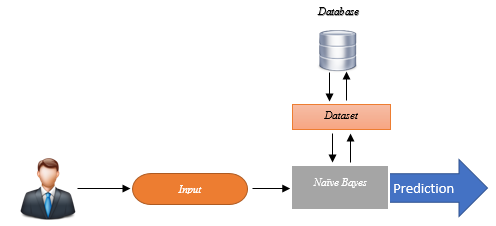 Database
Dataset
Input
Naïve Bayes
Prediction